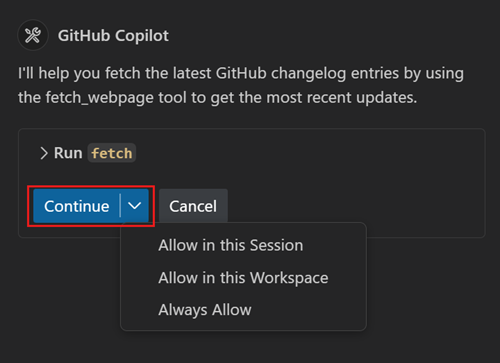 GitHub Copilot
I'll help you fetch the latest GitHub changelog entries by using
the fetch_webpage tool to get the most recent updates.
Run fetch
Continue Cancel
Allow in this Session
Allow in this Workspace
Always Allow